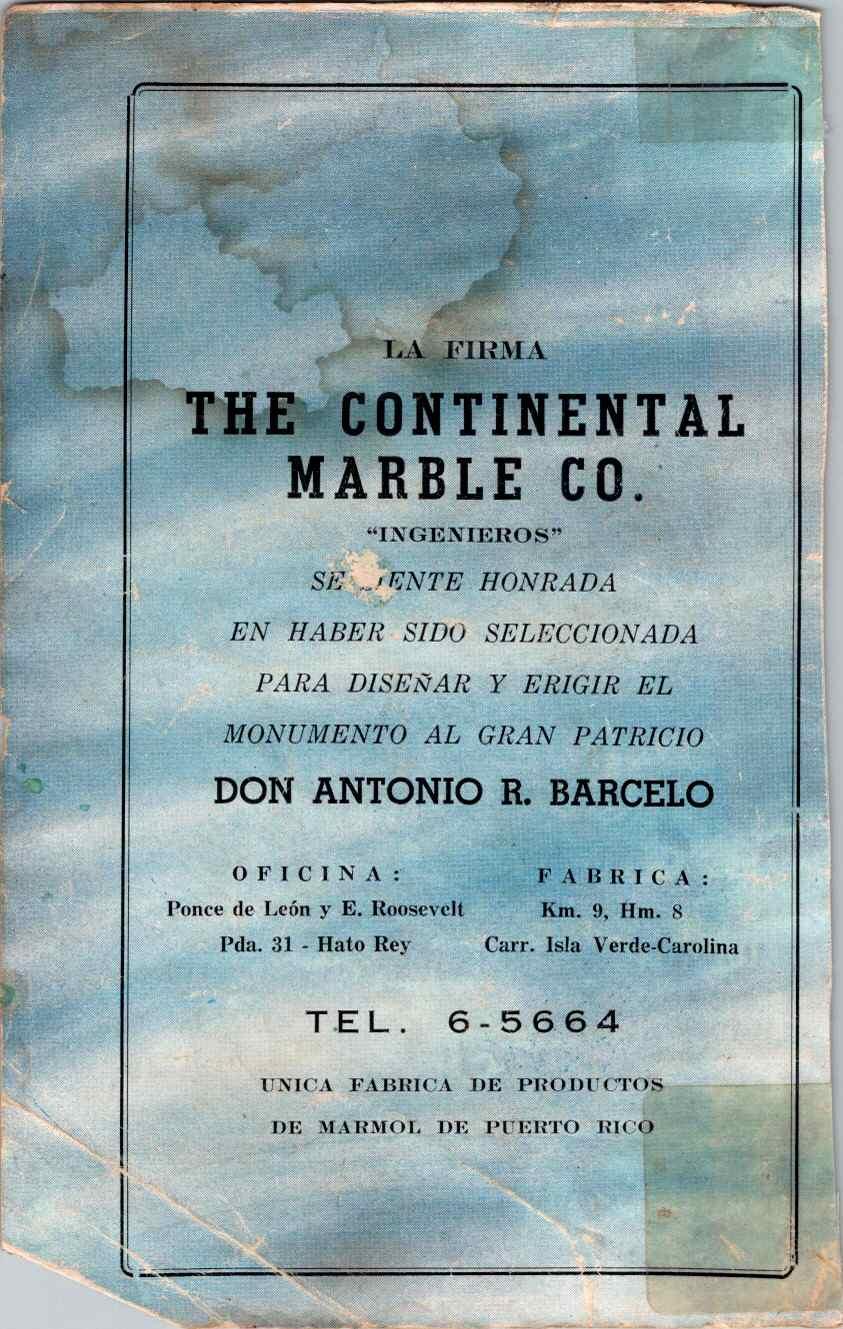 LA FIRMA
THE CONTINENTAL
MARBLE CO.
“INGENIEROS”
SE HONRADA
EN HABER SIDO SELECCIONADA
PARA DISEÑAR Y ERIGIR EL
MONUMENTO AL GRAN PATRICIO
DON ANTONIO R. BARCELO
OFICINA:
Ponce de León y E. Roosevelt
Pda. 31 - Hato Rey
FABRICA:
Km. 9, Hm. 8
Carr. Isla Verde-Carolina
TEL. 6-5664
UNICA FABRICA DE PRODUCTOS
DE MARMOL DE PUERTO RICO